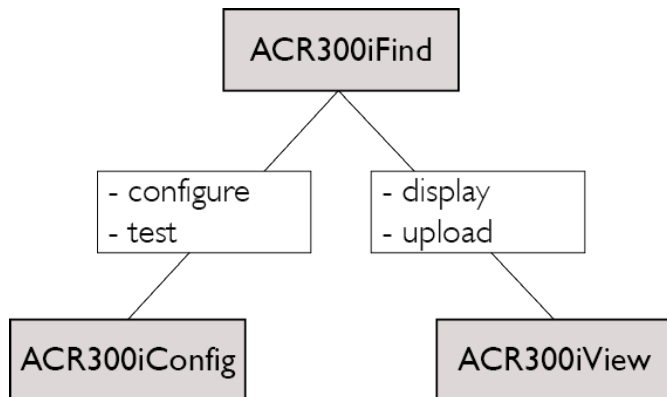 ACR300iFind
- configure
- test
- display
- upload
ACR300iConfig
ACR300iView